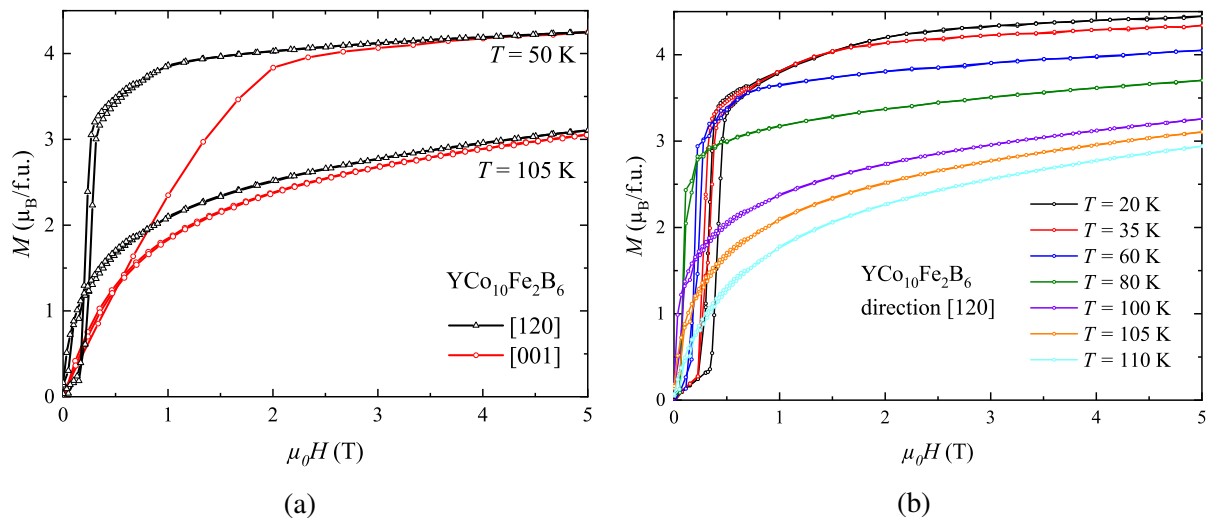 (a)
M (μB/f.u.)
4
3
2
1
0
T = 50 K
T = 105 K
YCo10Fe2B6
[120]
[001]
0 1 2 3 4 5
μ0H (T)
(a)
(b)
M (μB/f.u.)
4
3
2
1
0
YCo10Fe2B6
direction [120]
T = 20 K
T = 35 K
T = 60 K
T = 80 K
T = 100 K
T = 105 K
T = 110 K
0 1 2 3 4 5
μ0H (T)
(b)